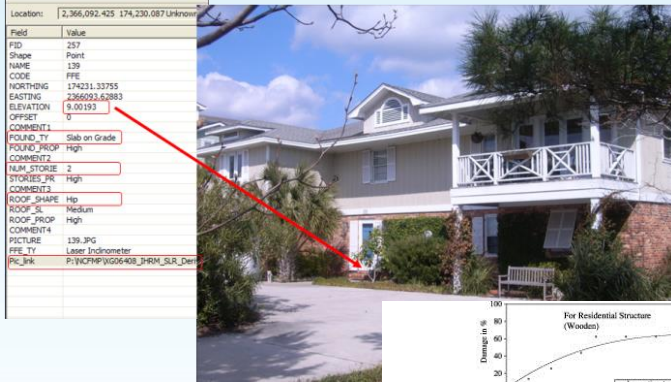 Location: 2,366,092.425 174,230.087 Unknown
Field Value
FID 257
Shape Point
NAME 139
CODE FFE
NORTHING 174231.33755
EASTING 2366093.62883
ELEVATION 9.00193
OFFSET 0
COMMENT1
FOUND_TY Slab on Grade
FOUND_PROP High
COMMENT2
NUM_STORIE 2
STORIES_PR High
COMMENT3
ROOF_SHAPE Hip
ROOF_SL Medium
ROOF_PROP High
COMMENT4
PICTURE 139.JPG
FFE_TY Laser Inclinometer
Pic_link P:\NCFMP\XG06408_IHRM_SLR_Deri
100
80
60
40
20
Damage in %
For Residential Structure
(Wooden)